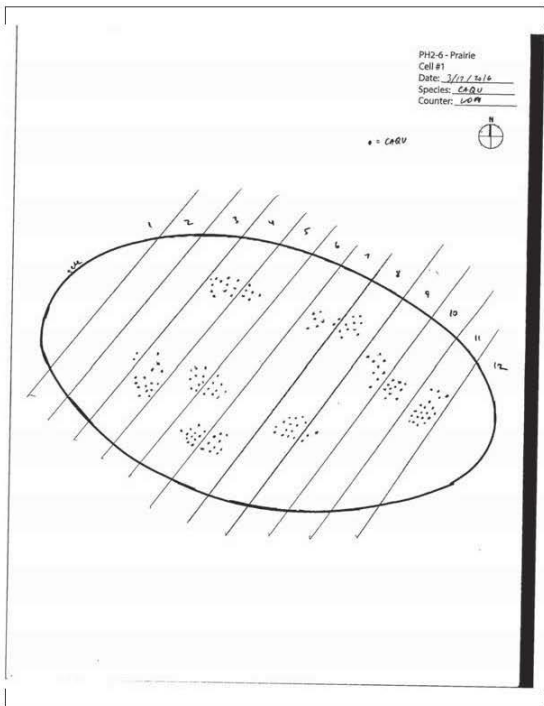 PH2-6 - Prairie
Cell #1
Date: 3/17/2016
Species: CAQU
Counter:
N
• = CAQU
1
2
3
4
5
6
7
8
9
10
11
12